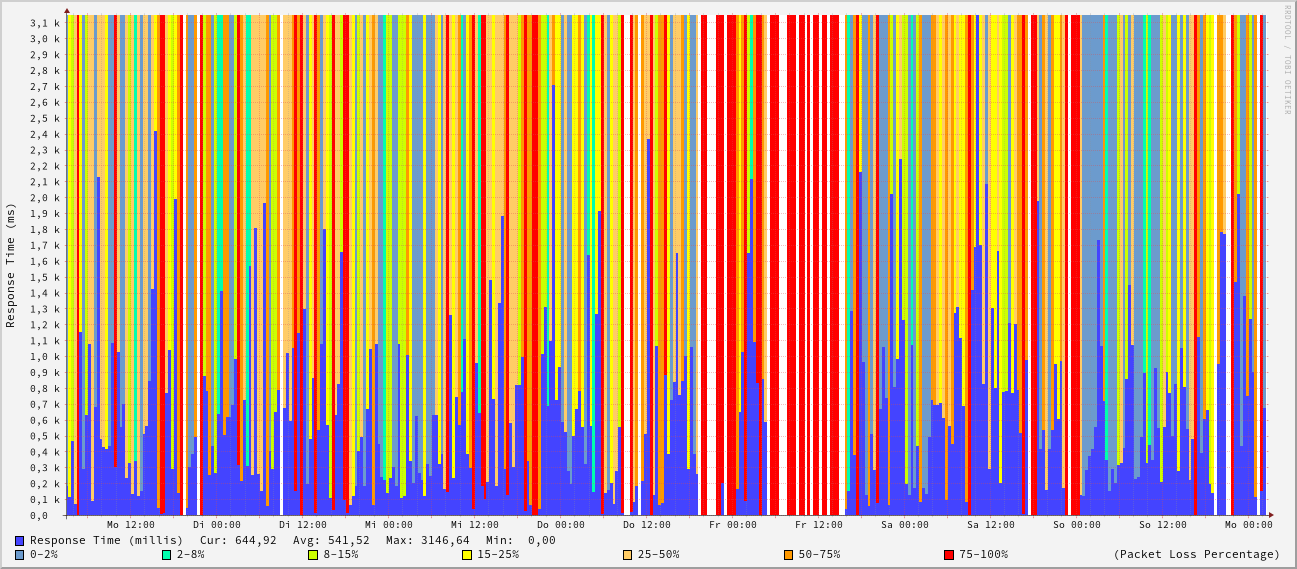 3,1 k
3,0 k
2,9 k
2,8 k
2,7 k
2,6 k
2,5 k
2,4 k
2,3 k
2,2 k
2,1 k
2,0 k
1,9 k
1,8 k
1,7 k
1,6 k
1,5 k
1,4 k
1,3 k
1,2 k
1,1 k
1,0 k
0,9 k
0,8 k
0,7 k
0,6 k
0,5 k
0,4 k
0,3 k
0,2 k
0,1 k
0,0
Response Time (ms)
RRDTOOL / TOBI OETIKER
Mo 12:00 Di 00:00 Di 12:00 Mi 00:00 Mi 12:00 Do 00:00 Do 12:00 Fr 00:00 Fr 12:00 Sa 00:00 Sa 12:00 So 00:00 So 12:00 Mo 00:00
Response Time (millis) Cur: 644,92 Avg: 541,52 Max: 3146,64 Min: 0,00
0-2% 2-8% 8-15% 15-25% 25-50% 50-75% 75-100% (Packet Loss Percentage)